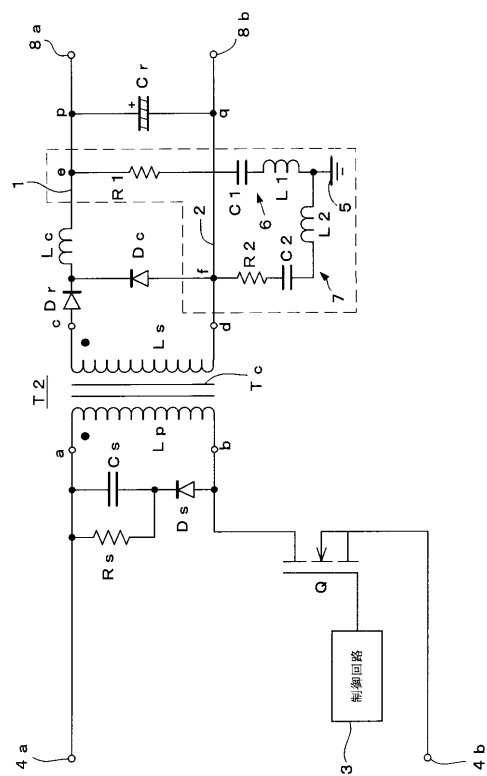 T2
4a
4b
3
制御回路
Q
Rs
Cs
Ds
a
b
Lp
Ls
Tc
c
d
Dr
Dc
Lc
1
2
e
f
R1
C1
L1
6
R2
C2
L2
7
5
p
q
+
Cr
8a
8b